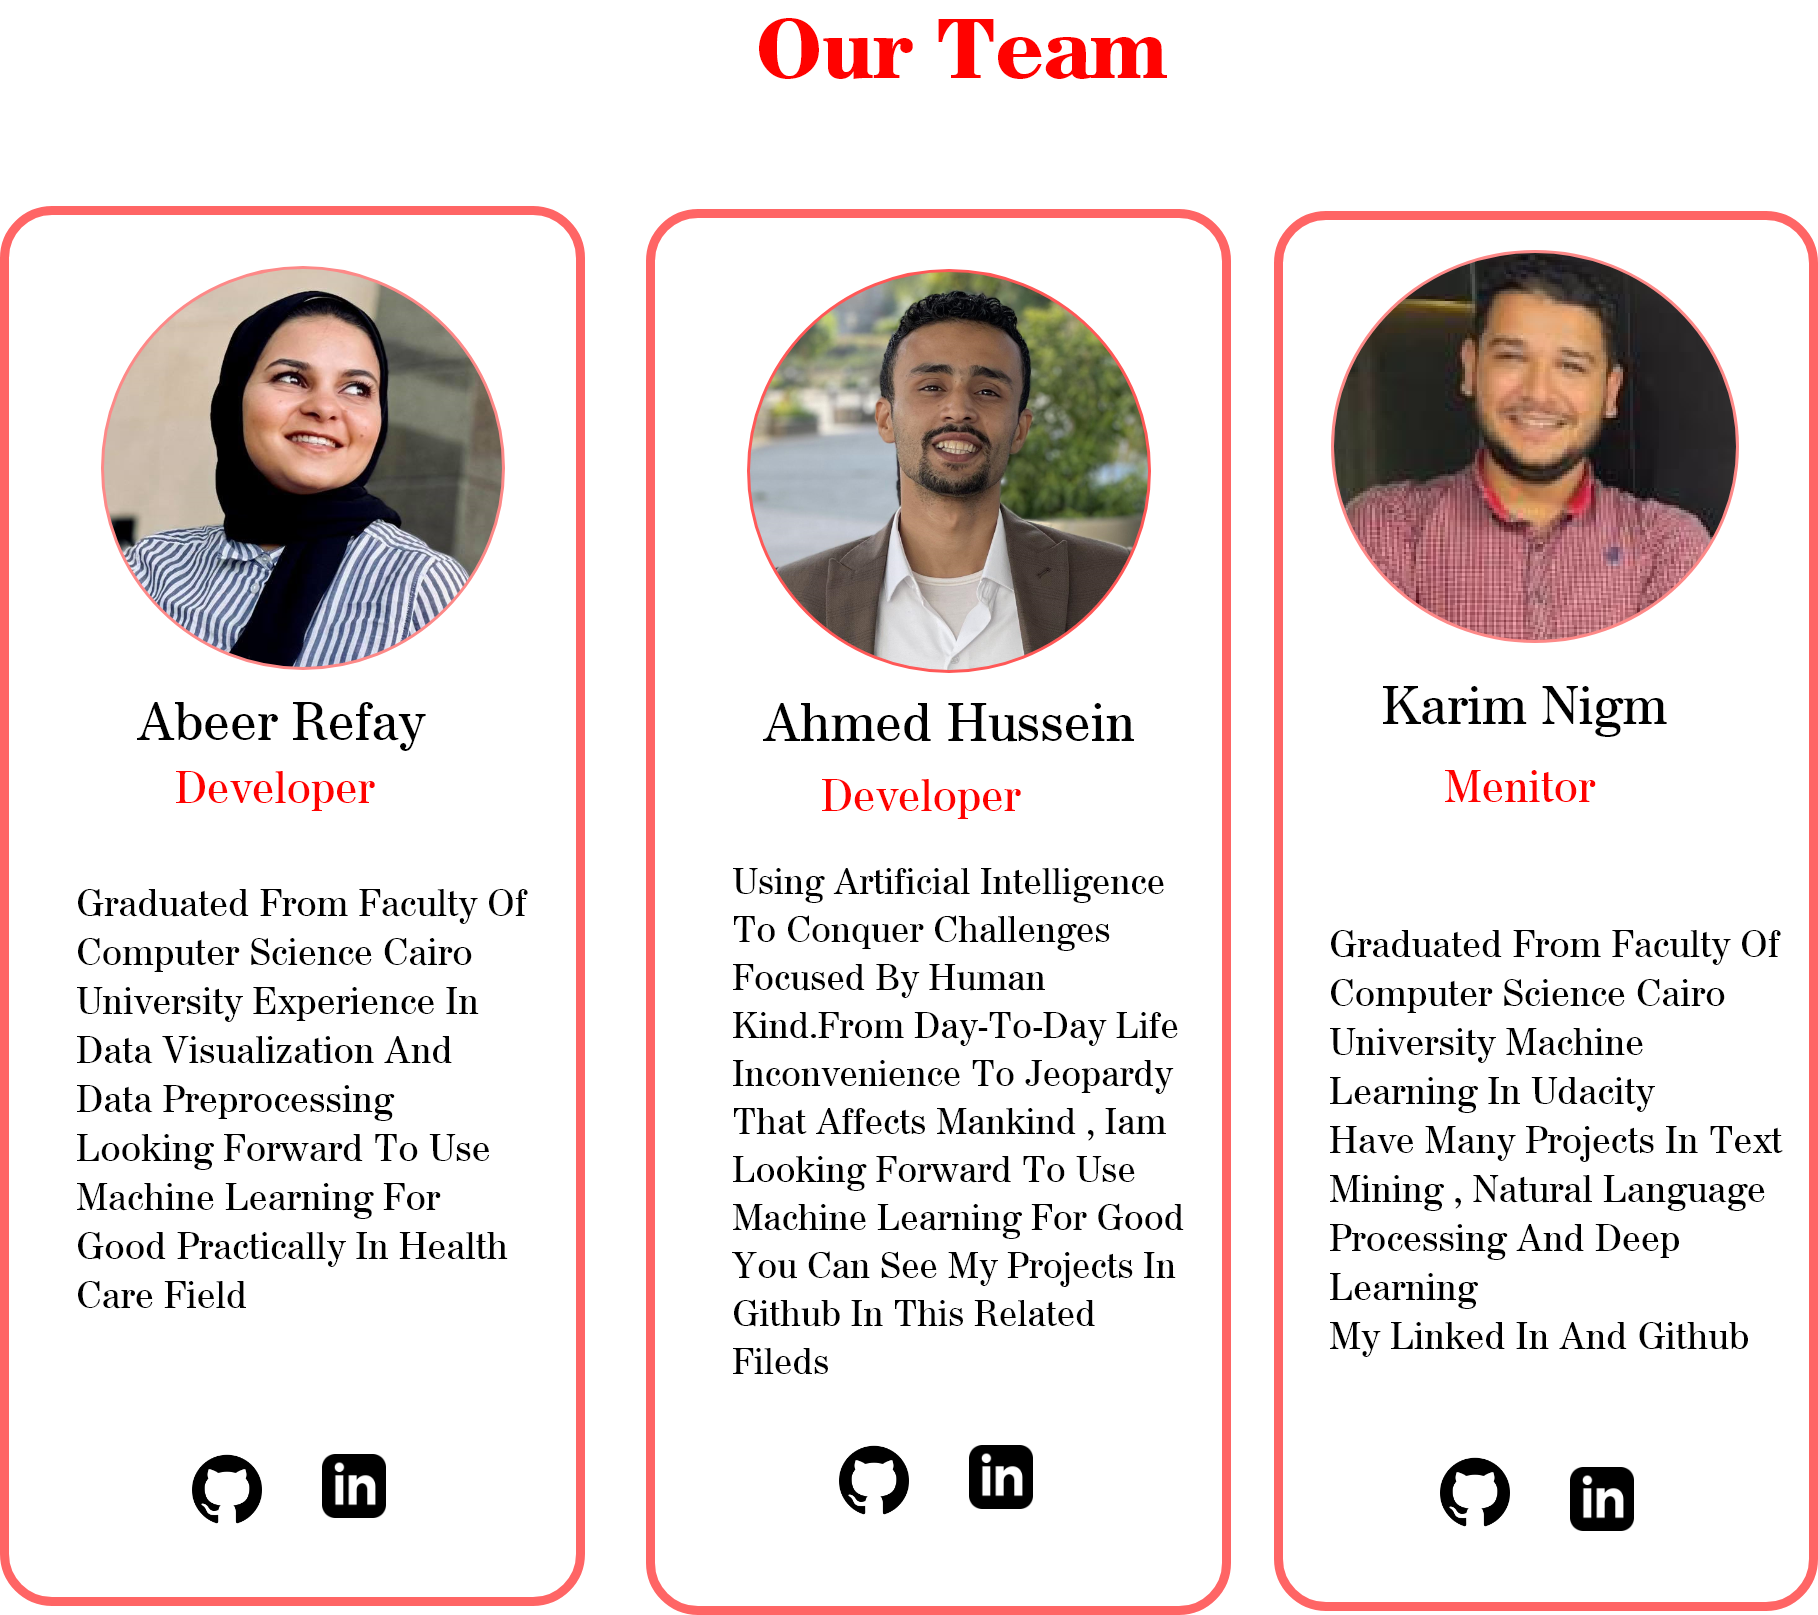 Our Team
Abeer Refay
Developer
Graduated From Faculty Of
Computer Science Cairo
University Experience In
Data Visualization And
Data Preprocessing
Looking Forward To Use
Machine Learning For
Good Practically In Health
Care Field
in
Ahmed Hussein
Developer
Using Artificial Intelligence
To Conquer Challenges
Focused By Human
Kind.From Day-To-Day Life
Inconvenience To Jeopardy
That Affects Mankind , Iam
Looking Forward To Use
Machine Learning For Good
You Can See My Projects In
Github In This Related
Fileds
in
Karim Nigm
Menitor
Graduated From Faculty Of
Computer Science Cairo
University Machine
Learning In Udacity
Have Many Projects In Text
Mining , Natural Language
Processing And Deep
Learning
My Linked In And Github
in